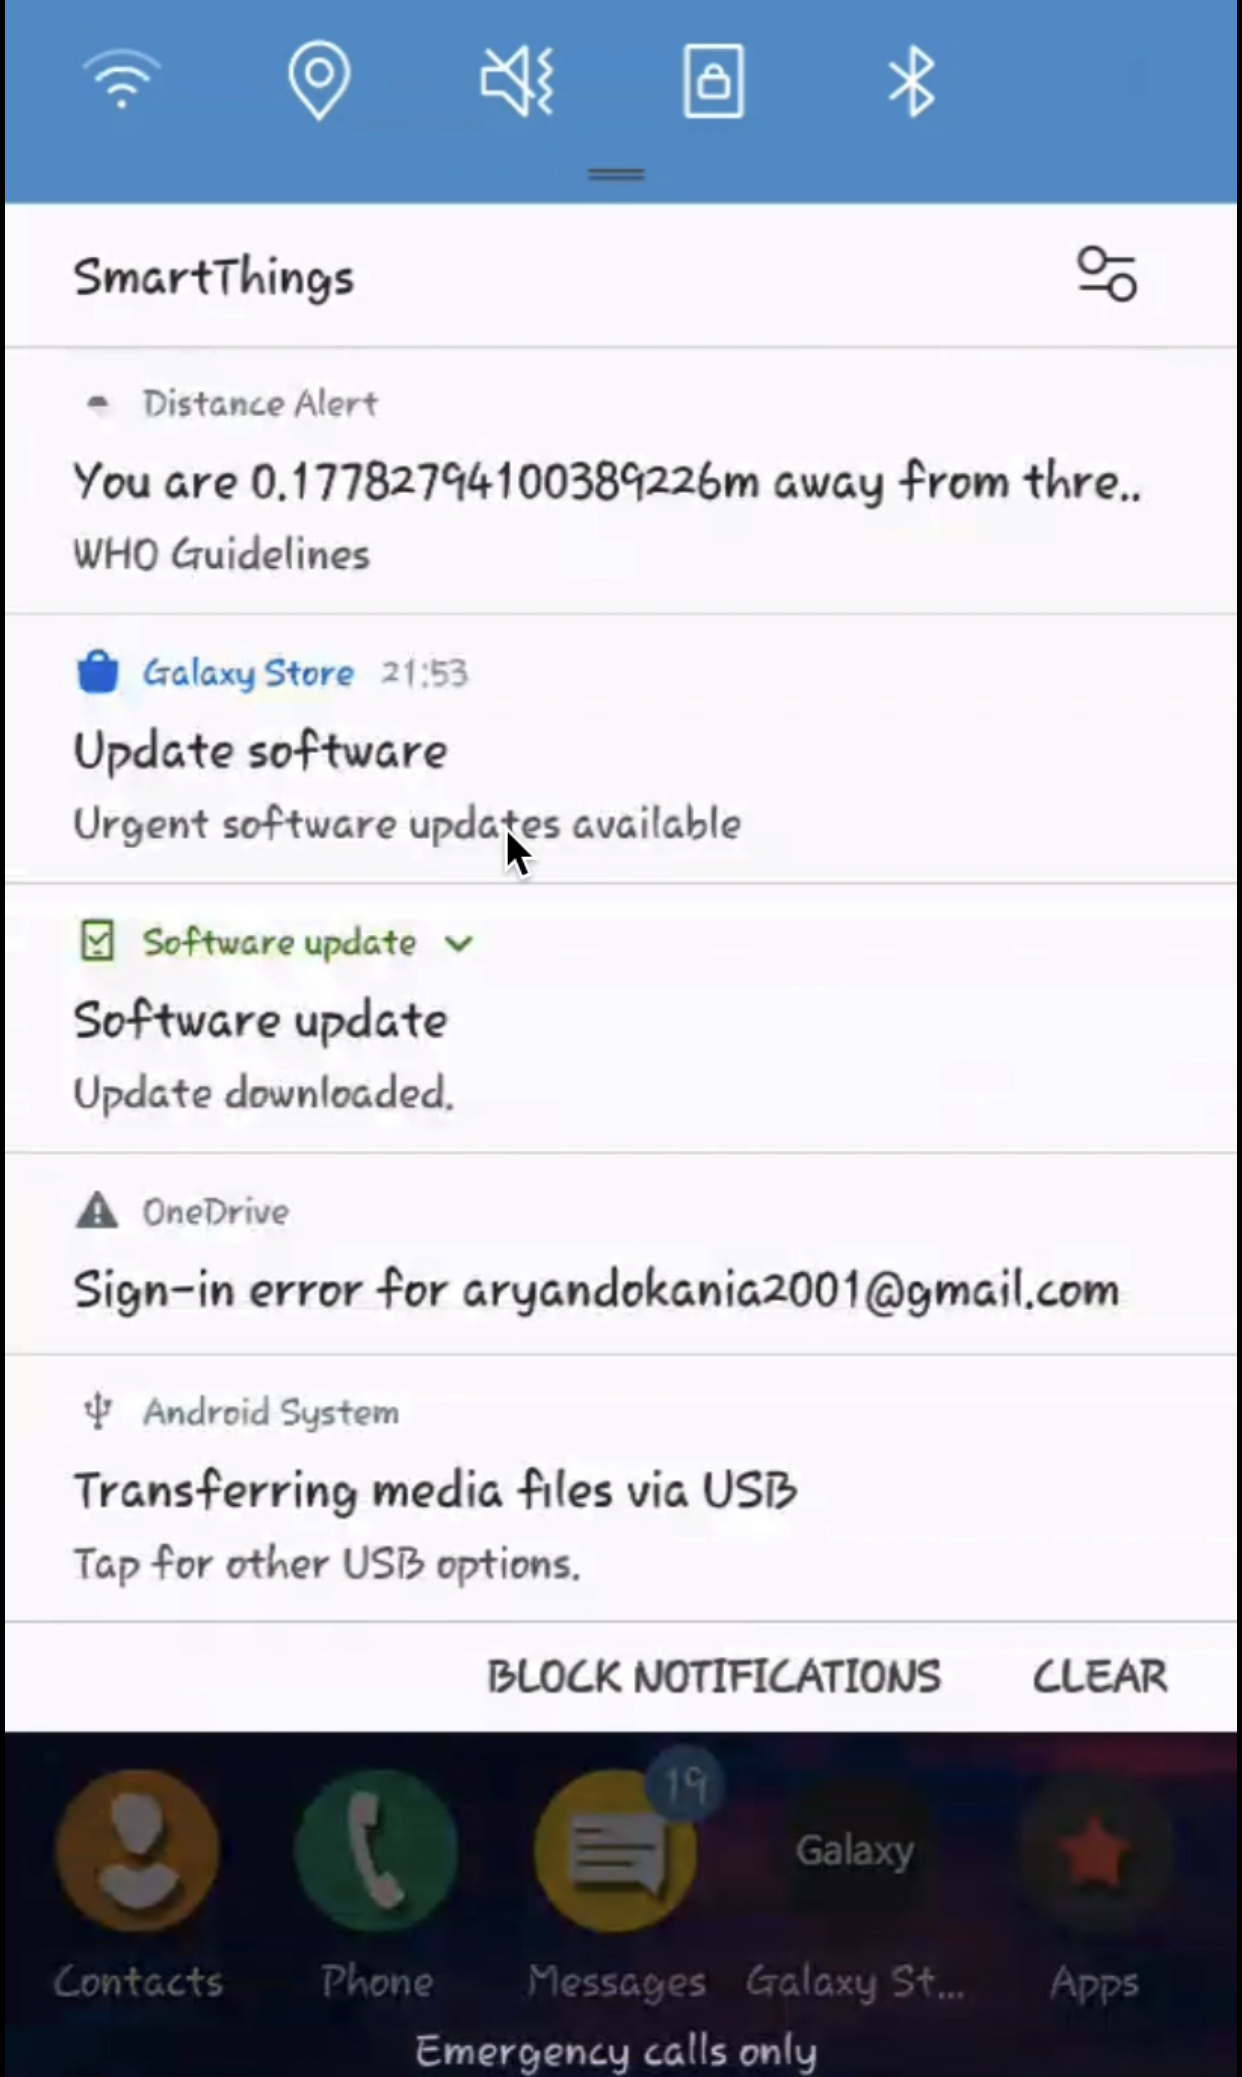 SmartThings
Distance Alert
You are 0.17782794100389226m away from thre..
WHO Guidelines
Galaxy Store 21:53
Update software
Urgent software updates available
Software update
Software update
Update downloaded.
OneDrive
Sign-in error for aryandokania2001@gmail.com
Android System
Transferring media files via USB
Tap for other USB options.
BLOCK NOTIFICATIONS CLEAR
19
Galaxy
Contacts Phone Messages Galaxy St... Apps
Emergency calls only